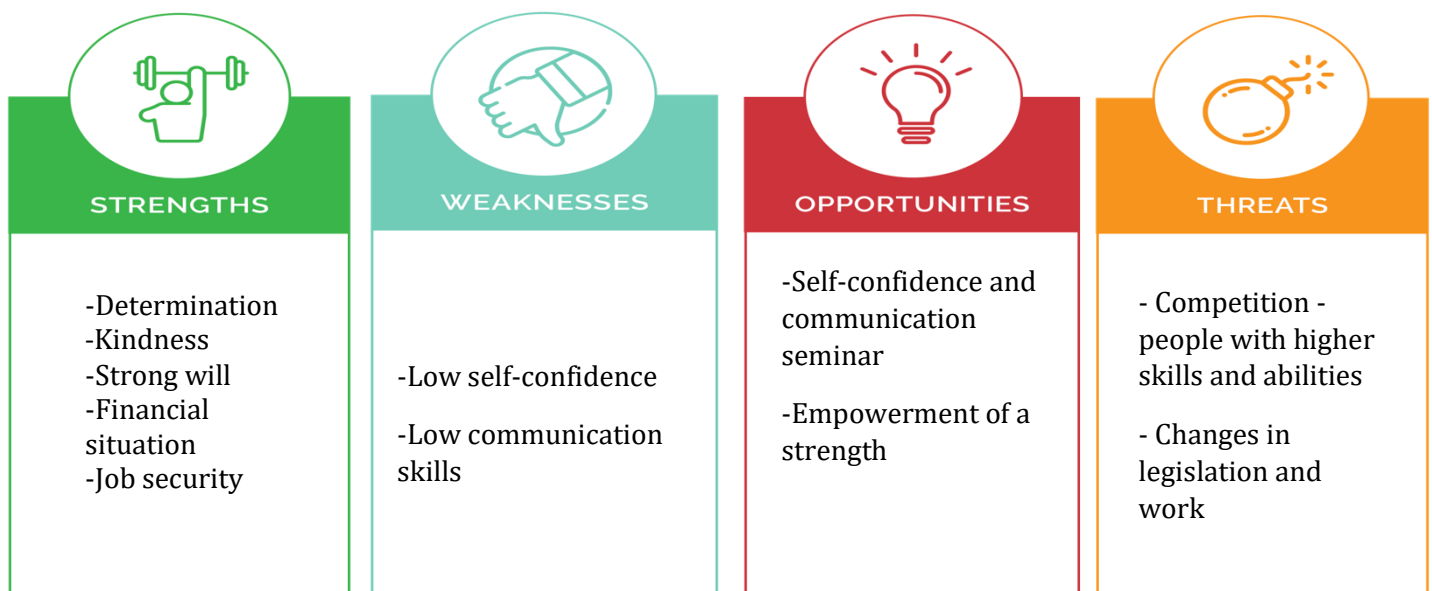 STRENGTHS
-Determination
-Kindness
-Strong will
-Financial
situation
-Job security
WEAKNESSES
-Low self-confidence
-Low communication
skills
OPPORTUNITIES
-Self-confidence and
communication
seminar
-Empowerment of a
strength
THREATS
- Competition -
people with higher
skills and abilities
- Changes in
legislation and
work